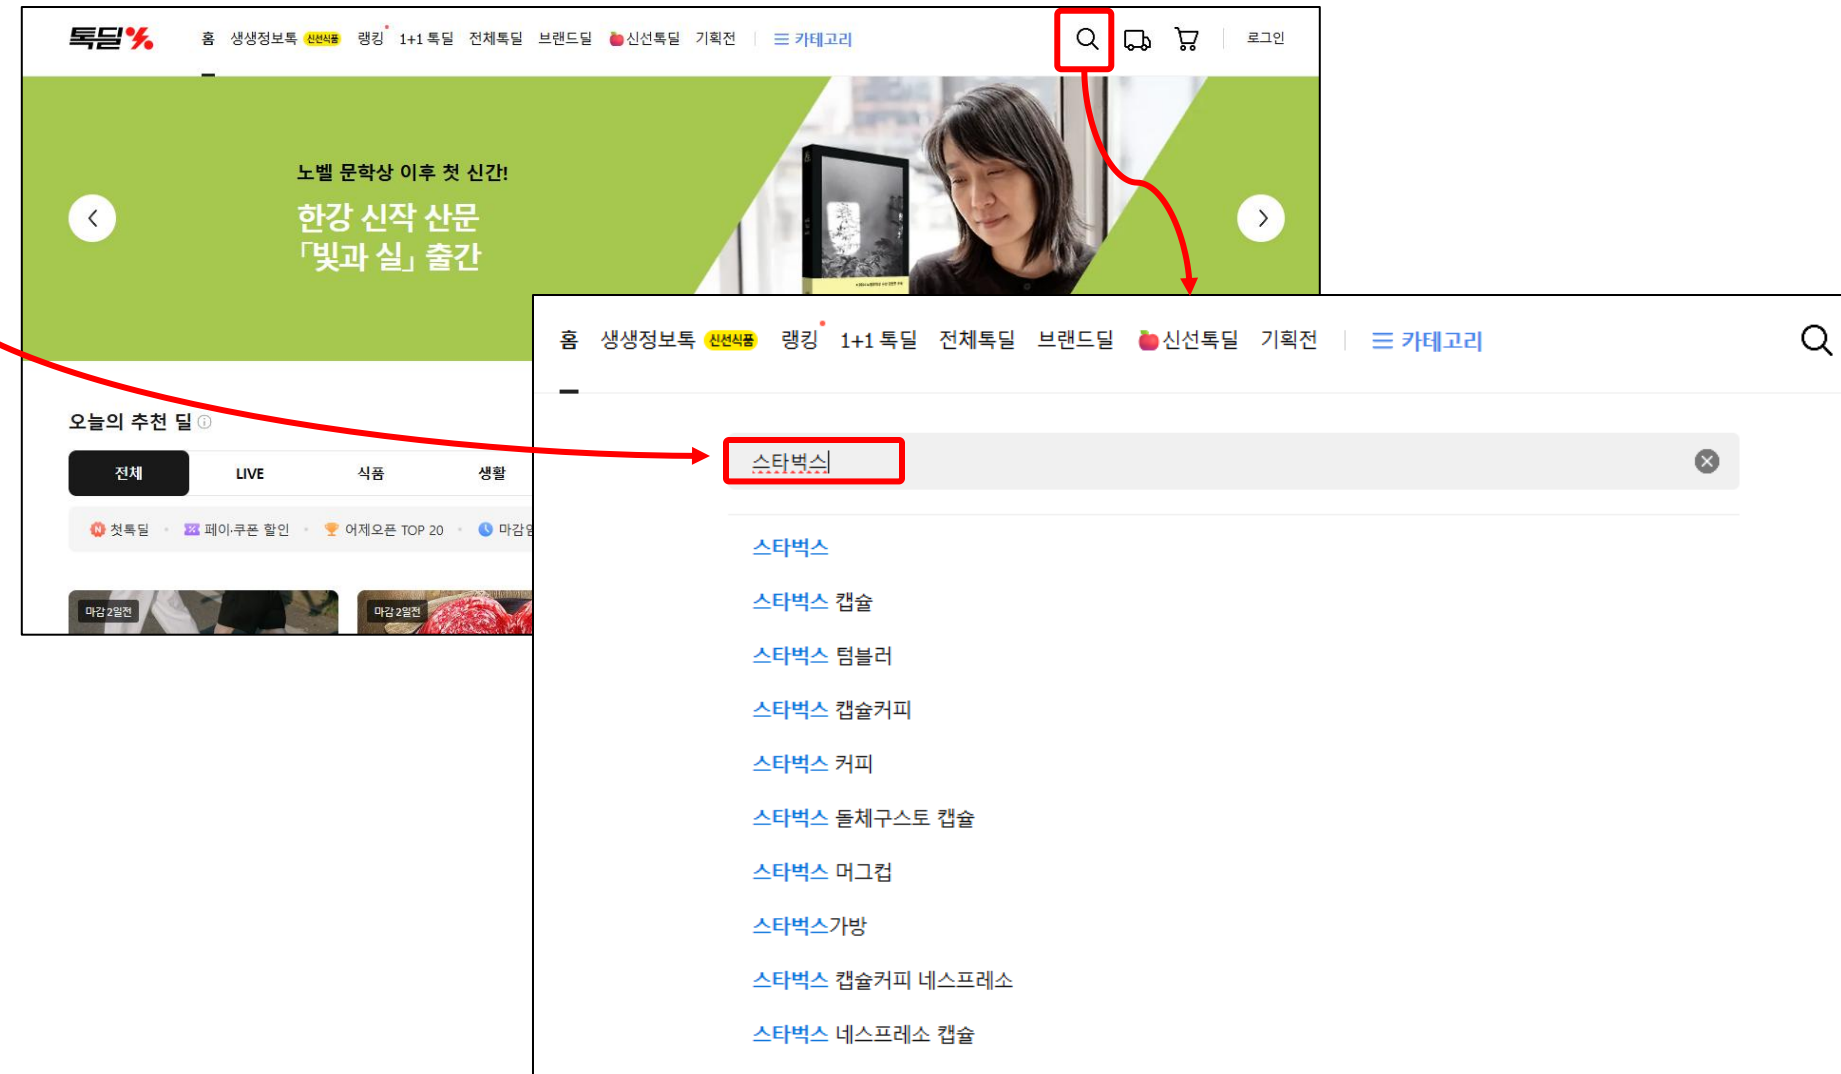 톡딜
홈 생생정보톡 신선식품 랭킹 1+1 톡딜 전체톡딜 브랜드딜 신선톡딜 기획전 카테고리 로그인
노벨 문학상 이후 첫 신간!
한강 신작 산문
「빛과 실」 출간
오늘의 추천 딜
전체 LIVE 식품 생활
첫톡딜 페이·쿠폰 할인 어제오픈 TOP 20
마감 2일전 마감 2일전
홈 생생정보톡 신선식품 랭킹 1+1 톡딜 전체톡딜 브랜드딜 신선톡딜 기획전 카테고리
스타벅스
스타벅스
스타벅스 캡슐
스타벅스 텀블러
스타벅스 캡슐커피
스타벅스 커피
스타벅스 돌체구스토 캡슐
스타벅스 머그컵
스타벅스가방
스타벅스 캡슐커피 네스프레소
스타벅스 네스프레소 캡슐